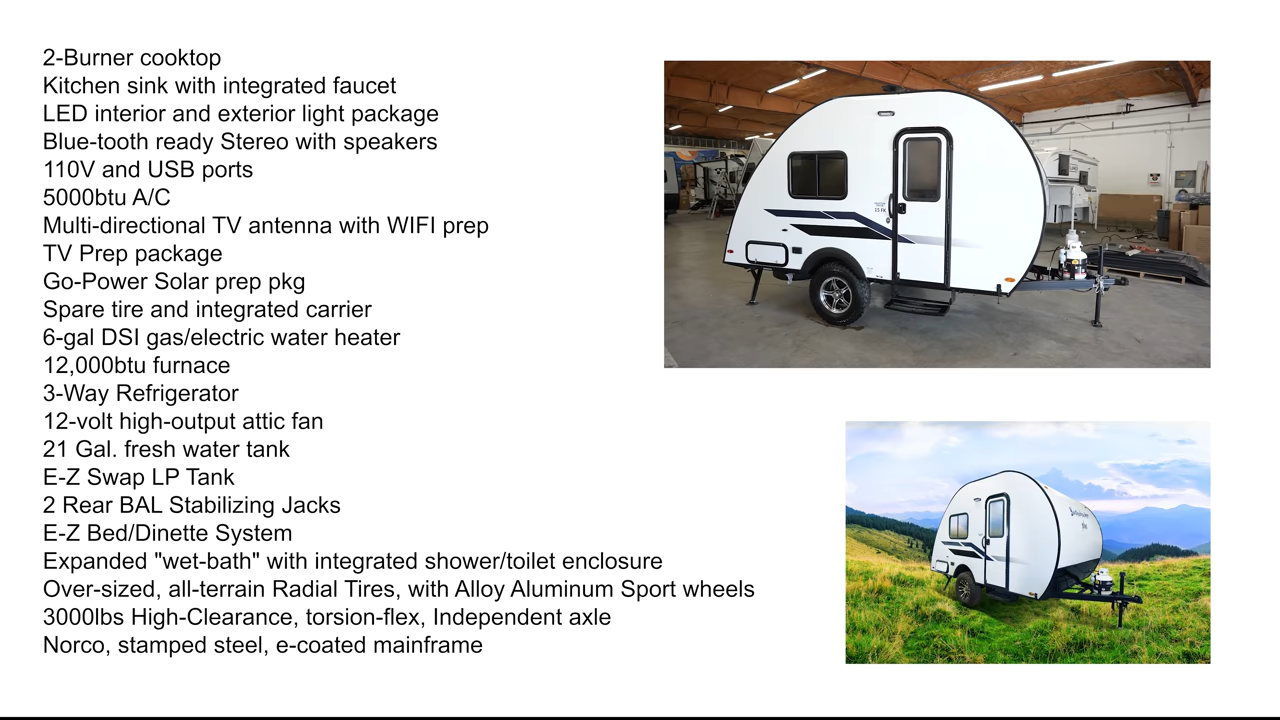 2-Burner cooktop
Kitchen sink with integrated faucet
LED interior and exterior light package
Blue-tooth ready Stereo with speakers
110V and USB ports
5000btu A/C
Multi-directional TV antenna with WIFI prep
TV Prep package
Go-Power Solar prep pkg
Spare tire and integrated carrier
6-gal DSI gas/electric water heater
12,000btu furnace
3-Way Refrigerator
12-volt high-output attic fan
21 Gal. fresh water tank
E-Z Swap LP Tank
2 Rear BAL Stabilizing Jacks
E-Z Bed/Dinette System
Expanded "wet-bath" with integrated shower/toilet enclosure
Over-sized, all-terrain Radial Tires, with Alloy Aluminum Sport wheels
3000lbs High-Clearance, torsion-flex, Independent axle
Norco, stamped steel, e-coated mainframe